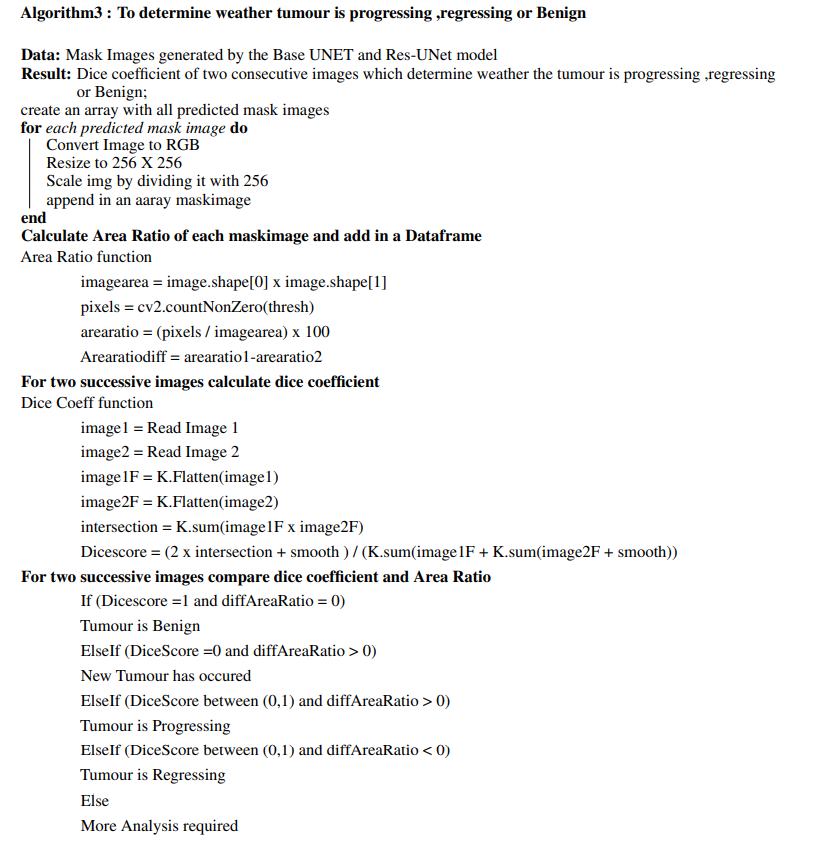 Algorithm3 : To determine weather tumour is progressing ,regressing or Benign
Data: Mask Images generated by the Base UNET and Res-UNet model
Result: Dice coefficient of two consecutive images which determine weather the tumour is progressing ,regressing
or Benign;
create an array with all predicted mask images
for each predicted mask image do
Convert Image to RGB
Resize to 256 X 256
Scale img by dividing it with 256
append in an aaray maskimage
end
Calculate Area Ratio of each maskimage and add in a Dataframe
Area Ratio function
imagearea = image.shape[0] x image.shape[1]
pixels = cv2.countNonZero(thresh)
arearatio = (pixels / imagearea) x 100
Arearatiodiff = arearatio1-arearatio2
For two successive images calculate dice coefficient
Dice Coeff function
image1 = Read Image 1
image2 = Read Image 2
image1F = K.Flatten(image1)
image2F = K.Flatten(image2)
intersection = K.sum(image1F x image2F)
Dicescore = (2 x intersection + smooth ) / (K.sum(image1F + K.sum(image2F + smooth))
For two successive images compare dice coefficient and Area Ratio
If (Dicescore =1 and diffAreaRatio = 0)
Tumour is Benign
ElseIf (DiceScore =0 and diffAreaRatio > 0)
New Tumour has occured
ElseIf (DiceScore between (0,1) and diffAreaRatio > 0)
Tumour is Progressing
ElseIf (DiceScore between (0,1) and diffAreaRatio < 0)
Tumour is Regressing
Else
More Analysis required